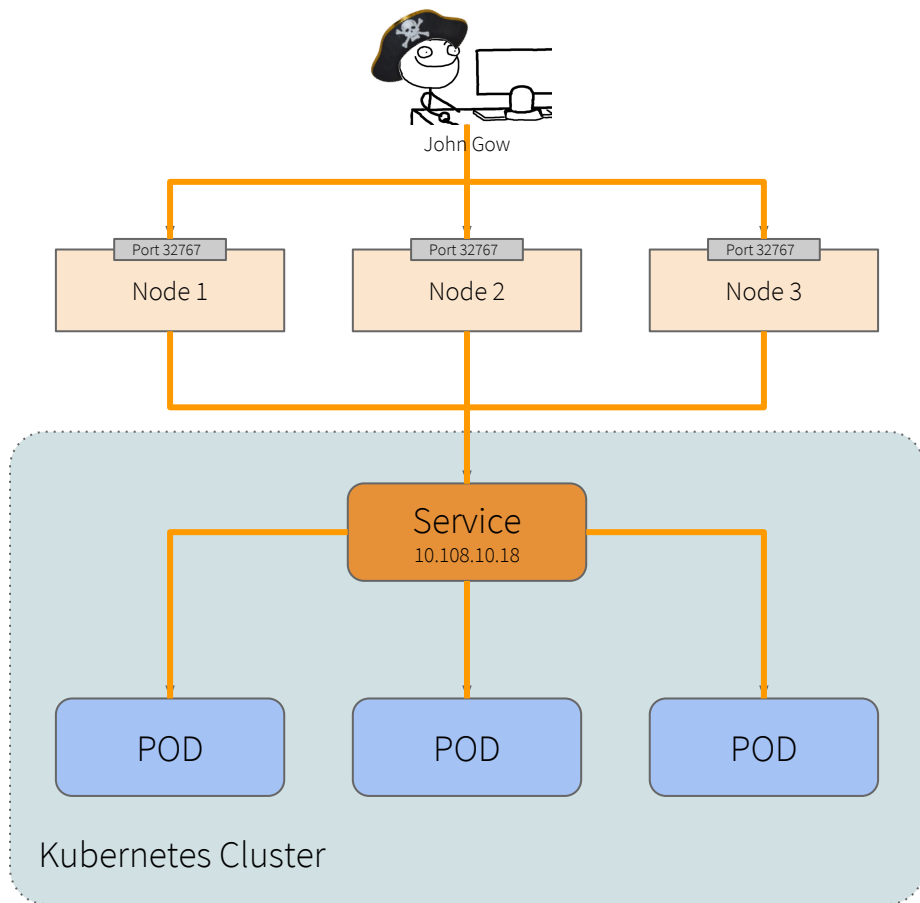 John Gow
Port 32767
Port 32767
Port 32767
Node 1
Node 2
Node 3
Service
10.108.10.18
POD
POD
POD
Kubernetes Cluster